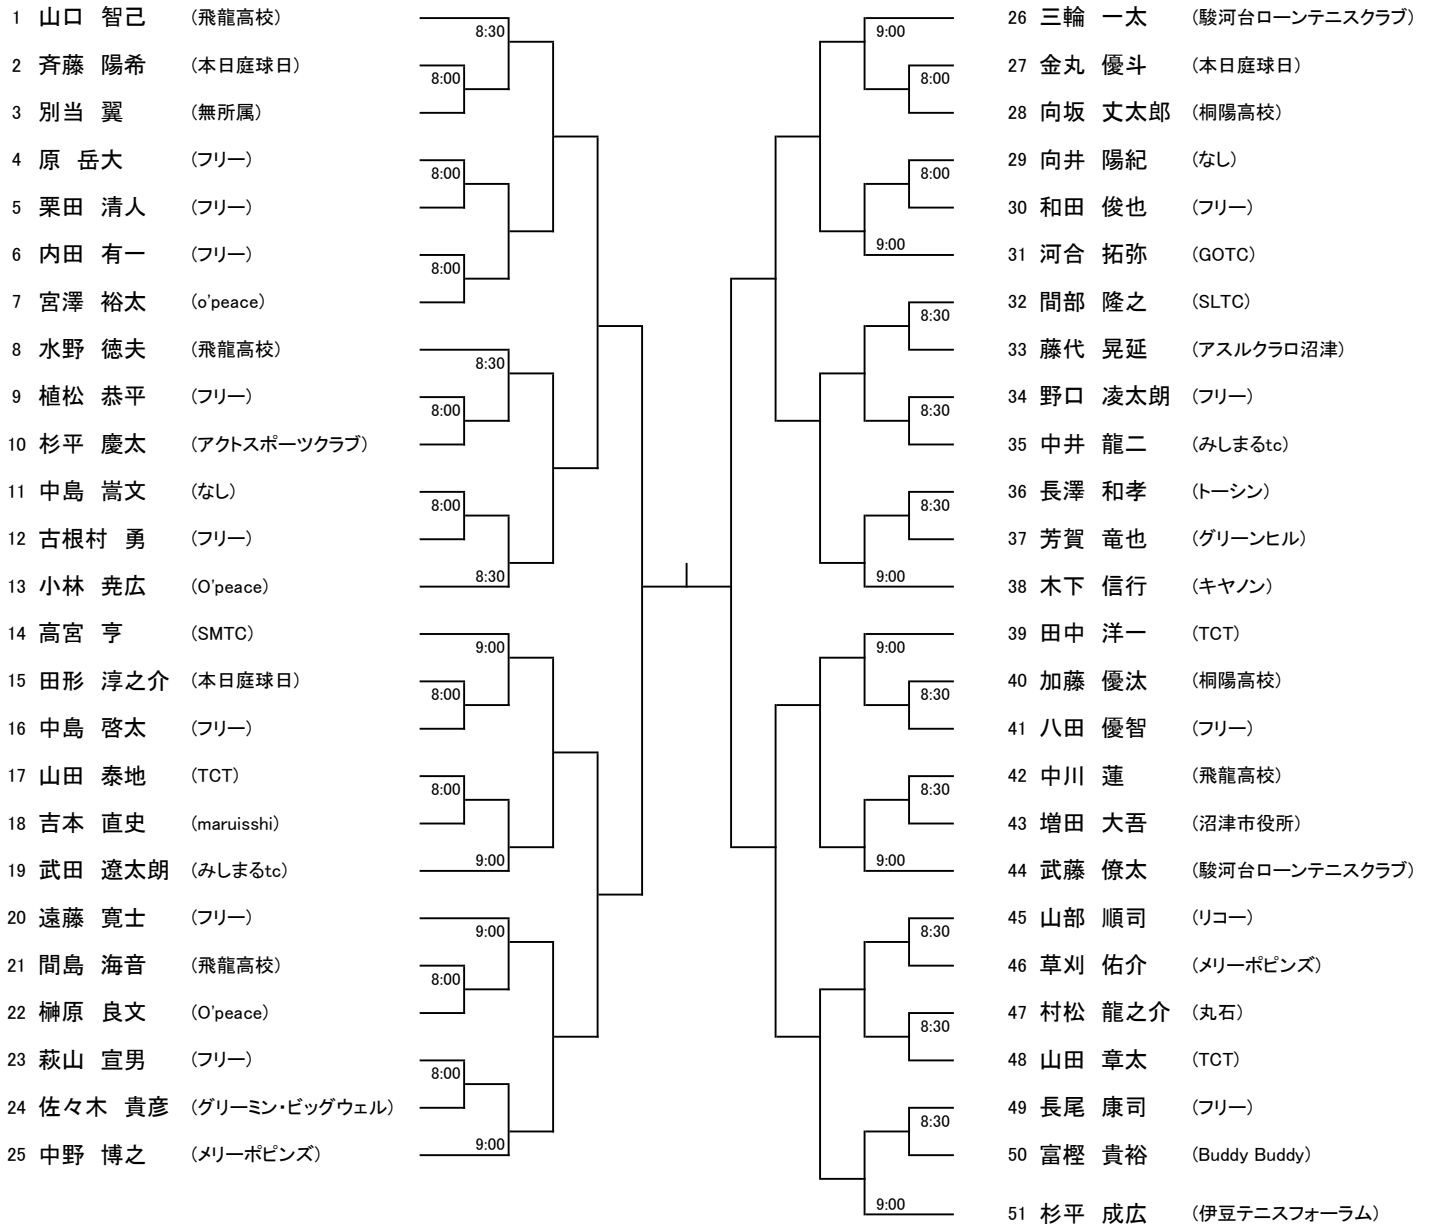 1 山口 智己 (飛龍高校) 8:30
2 斉藤 陽希 (本日庭球日) 8:00
3 別当 翼 (無所属)
4 原 岳大 (フリー) 8:00
5 栗田 清人 (フリー)
6 内田 有一 (フリー) 8:00
7 宮澤 裕太 (o'peace)
8 水野 徳夫 (飛龍高校) 8:30
9 植松 恭平 (フリー) 8:00
10 杉平 慶太 (アクトスポーツクラブ)
11 中島 嵩文 (なし) 8:00
12 古根村 勇 (フリー)
13 小林 尭広 (O'peace) 8:30
14 高宮 亨 (SMTC) 9:00
15 田形 淳之介 (本日庭球日) 8:00
16 中島 啓太 (フリー)
17 山田 泰地 (TCT) 8:00
18 吉本 直史 (maruisshi)
19 武田 遼太朗 (みしまるtc) 9:00
20 遠藤 寛士 (フリー) 9:00
21 間島 海音 (飛龍高校) 8:00
22 榊原 良文 (O'peace)
23 萩山 宣男 (フリー) 8:00
24 佐々木 貴彦 (グリーミン・ビッグウェル)
25 中野 博之 (メリーポピンズ) 9:00
9:00 26 三輪 一太 (駿河台ローンテニスクラブ)
8:00 27 金丸 優斗 (本日庭球日)
28 向坂 丈太郎 (桐陽高校)
8:00 29 向井 陽紀 (なし)
30 和田 俊也 (フリー)
9:00 31 河合 拓弥 (GOTC)
8:30 32 間部 隆之 (SLTC)
33 藤代 晃延 (アスルクラロ沼津)
8:30 34 野口 凌太朗 (フリー)
35 中井 龍二 (みしまるtc)
8:30 36 長澤 和孝 (トーシン)
37 芳賀 竜也 (グリーンヒル)
9:00 38 木下 信行 (キヤノン)
9:00 39 田中 洋一 (TCT)
8:30 40 加藤 優汰 (桐陽高校)
41 八田 優智 (フリー)
8:30 42 中川 蓮 (飛龍高校)
43 増田 大吾 (沼津市役所)
9:00 44 武藤 僚太 (駿河台ローンテニスクラブ)
8:30 45 山部 順司 (リコー)
46 草刈 佑介 (メリーポピンズ)
8:30 47 村松 龍之介 (丸石)
48 山田 章太 (TCT)
8:30 49 長尾 康司 (フリー)
50 富樫 貴裕 (Buddy Buddy)
9:00 51 杉平 成広 (伊豆テニスフォーラム)